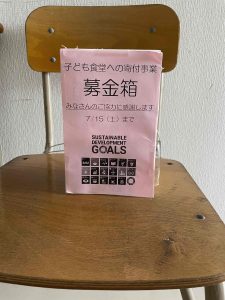 子ども食堂への寄付事業
募金箱
みなさんのご協力に感謝します
7/15（土）まで
SUSTAINABLE
DEVELOPMENT
GOALS